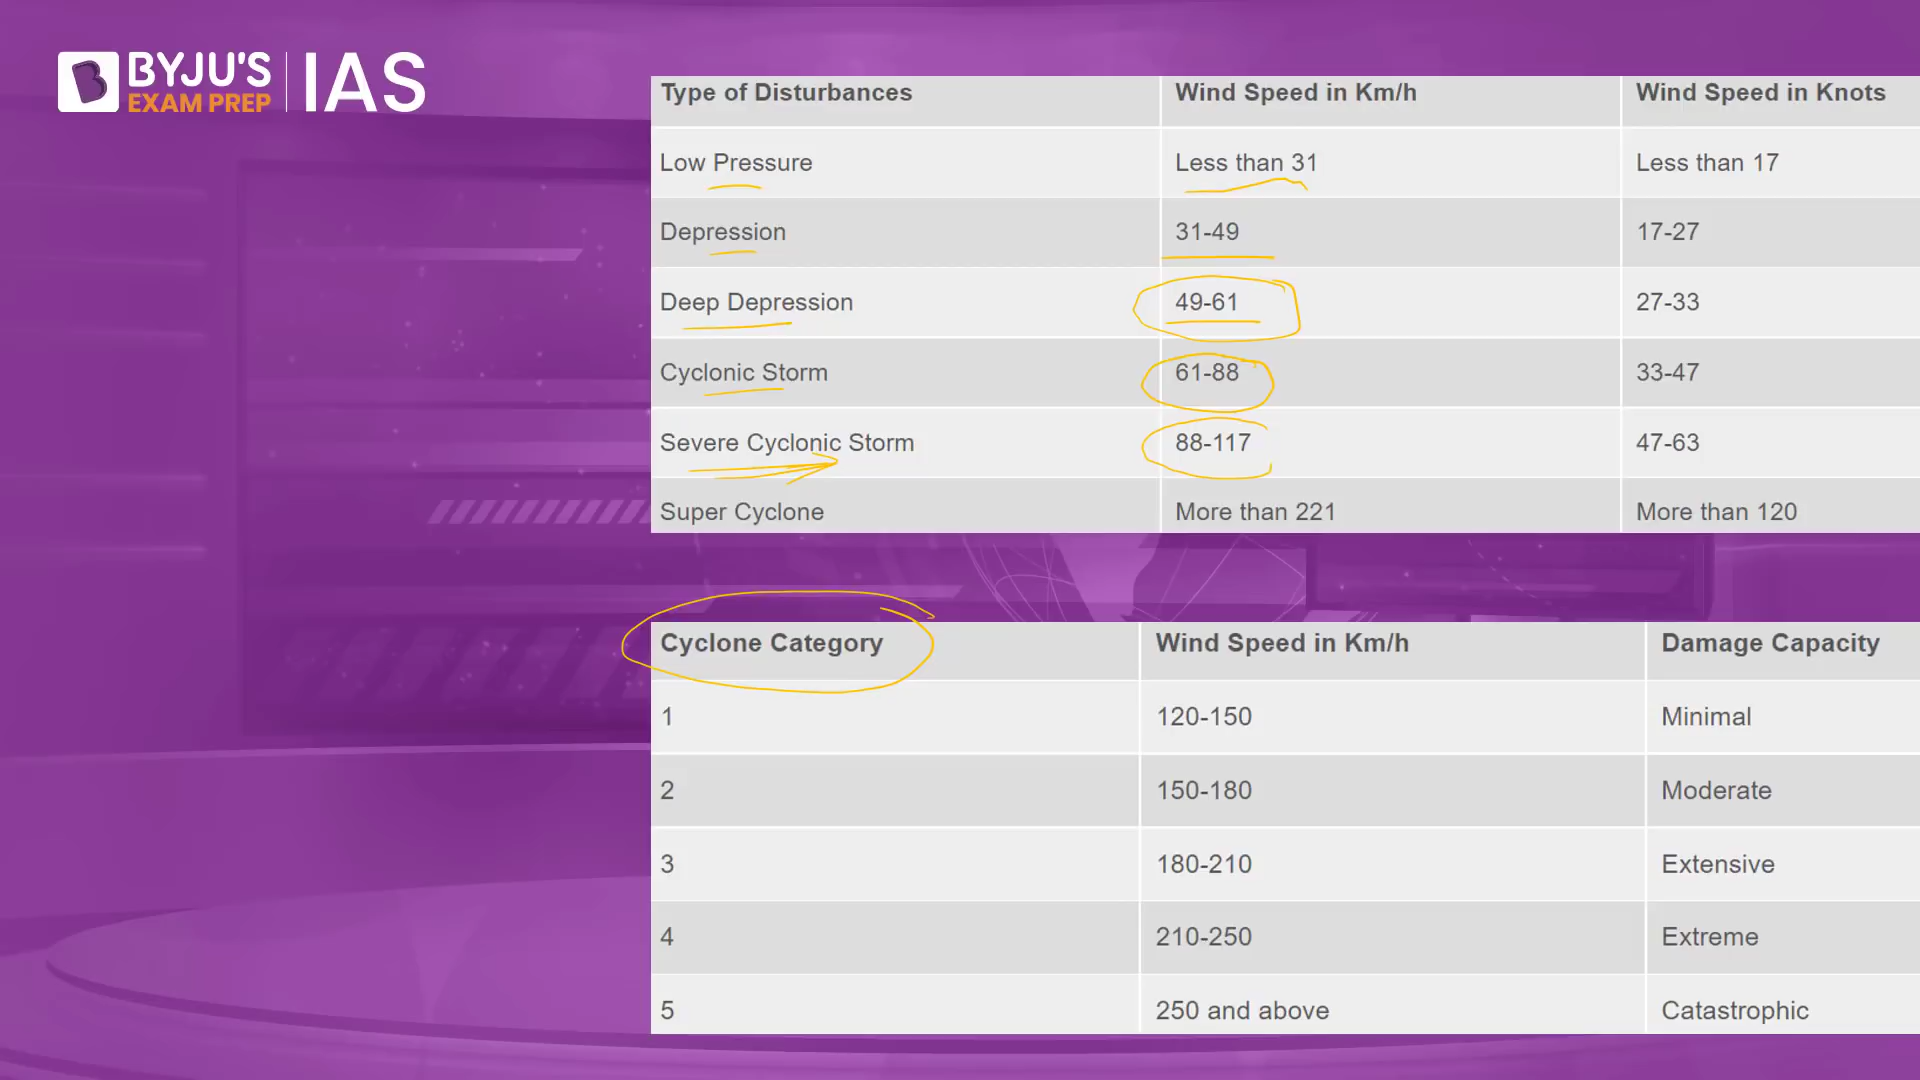 BYJU'S IAS
EXAM PREP
Type of Disturbances Wind Speed in Km/h Wind Speed in Knots
Low Pressure Less than 31 Less than 17
Depression 31-49 17-27
Deep Depression 49-61 27-33
Cyclonic Storm 61-88 33-47
Severe Cyclonic Storm 88-117 47-63
Super Cyclone More than 221 More than 120
Cyclone Category Wind Speed in Km/h Damage Capacity
1 120-150 Minimal
2 150-180 Moderate
3 180-210 Extensive
4 210-250 Extreme
5 250 and above Catastrophic